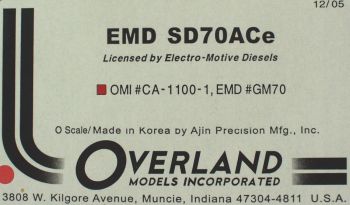 12/05
EMD SD70ACe
Licensed by Electro-Motive Diesels
OMI #CA-1100-1, EMD #GM70
O Scale/Made in Korea by Ajin Precision Mfg., Inc.
OVERLAND
MODELS INCORPORATED
3808 W. Kilgore Avenue, Muncie, Indiana 47304-4811 U.S.A.